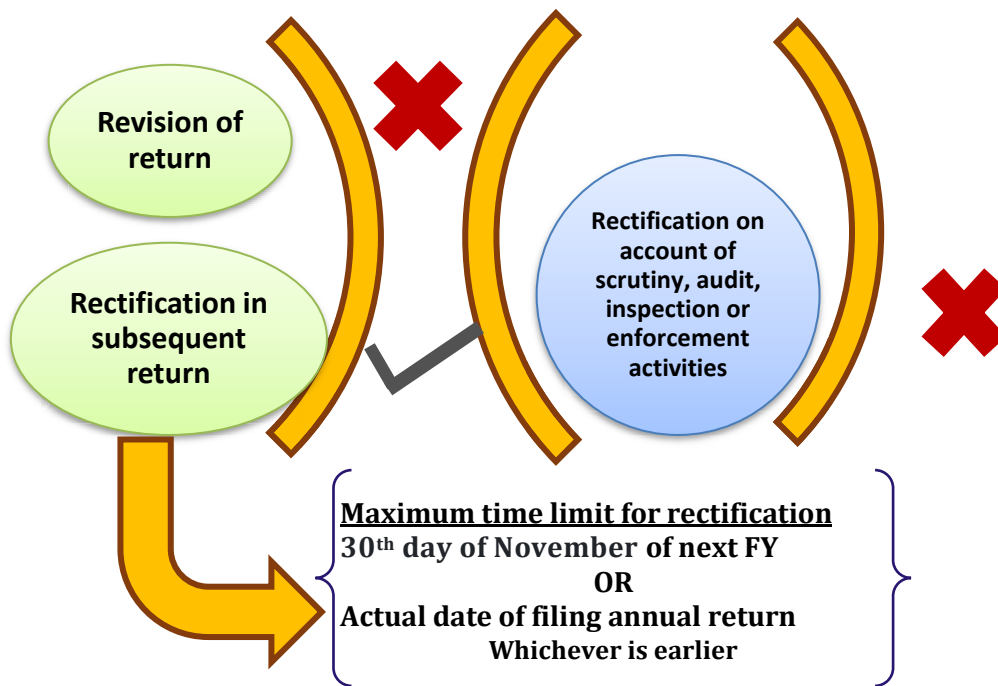 Revision of
return
Rectification in
subsequent
return
Rectification on
account of
scrutiny, audit,
inspection or
enforcement
activities
Maximum time limit for rectification
30th day of November of next FY
OR
Actual date of filing annual return
Whichever is earlier